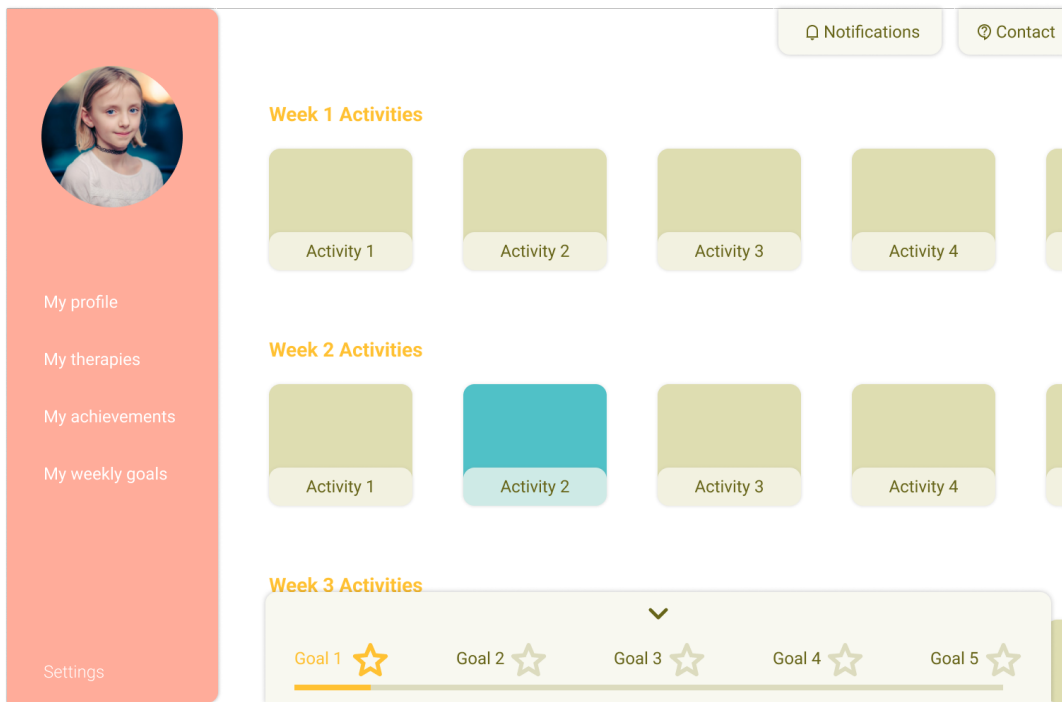 Notifications
Contact
My profile
My therapies
My achievements
My weekly goals
Settings
Week 1 Activities
Activity 1
Activity 2
Activity 3
Activity 4
Week 2 Activities
Activity 1
Activity 2
Activity 3
Activity 4
Week 3 Activities
Goal 1
Goal 2
Goal 3
Goal 4
Goal 5